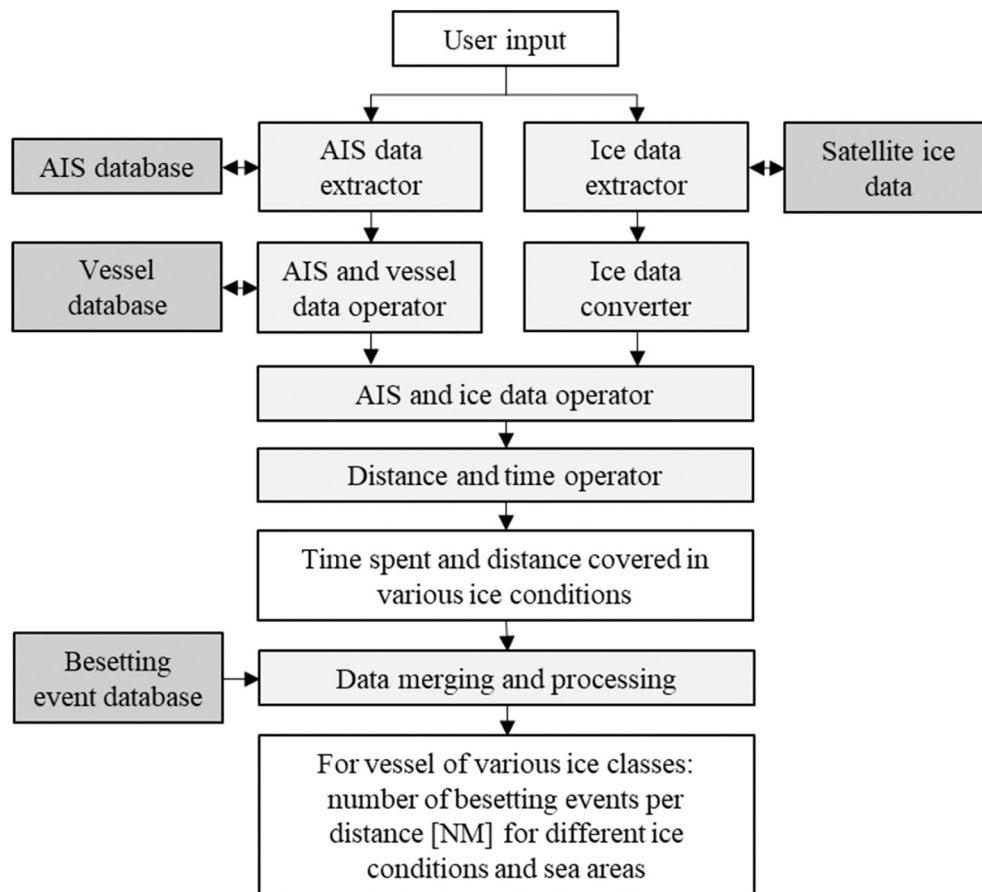 User input
AIS database
AIS data
extractor
Ice data
extractor
Satellite ice
data
Vessel
database
AIS and vessel
data operator
Ice data
converter
AIS and ice data operator
Distance and time operator
Time spent and distance covered in
various ice conditions
Besetting
event database
Data merging and processing
For vessel of various ice classes:
number of besetting events per
distance [NM] for different ice
conditions and sea areas